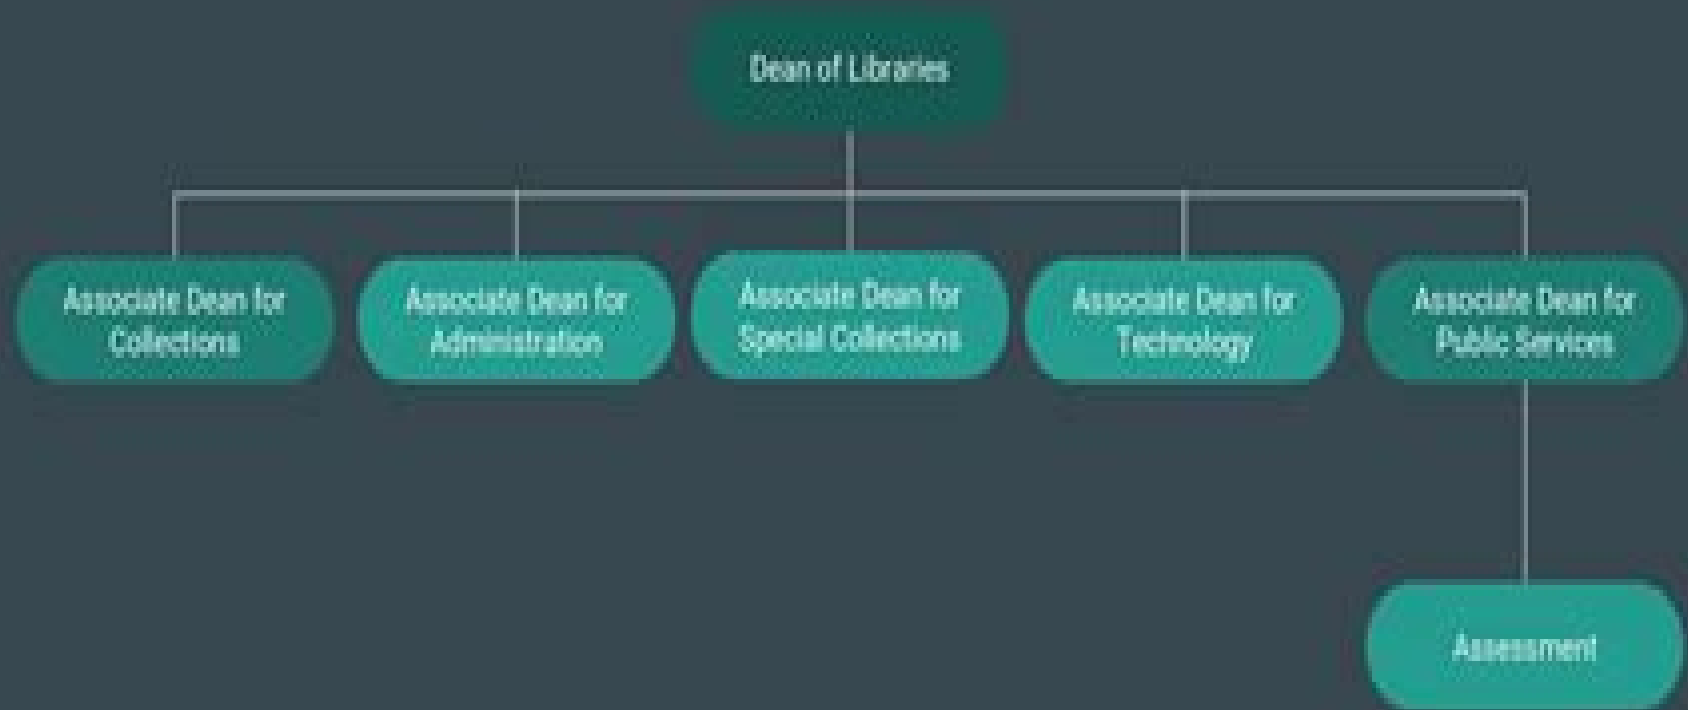 Dean of Libraries
Associate Dean for
Collections
Associate Dean for
Administration
Associate Dean for
Special Collections
Associate Dean for
Technology
Associate Dean for
Public Services
Assessment